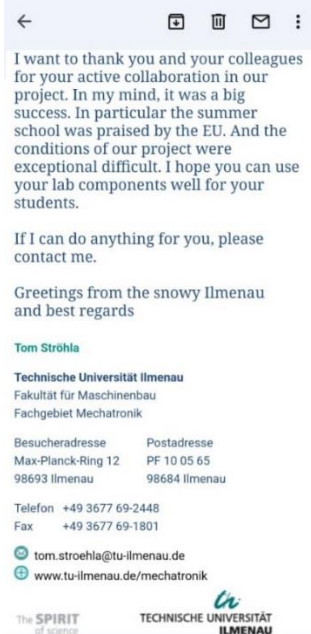 I want to thank you and your colleagues
for your active collaboration in our
project. In my mind, it was a big
success. In particular the summer
school was praised by the EU. And the
conditions of our project were
exceptional difficult. I hope you can use
your lab components well for your
students.
If I can do anything for you, please
contact me.
Greetings from the snowy Ilmenau
and best regards
Tom Ströhla
Technische Universität Ilmenau
Fakultät für Maschinenbau
Fachgebiet Mechatronik
Besucheradresse Postadresse
Max-Planck-Ring 12 PF 10 05 65
98693 Ilmenau 98684 Ilmenau
Telefon +49 3677 69-2448
Fax +49 3677 69-1801
tom.stroehla@tu-ilmenau.de
www.tu-ilmenau.de/mechatronik
The SPIRIT
of science
TECHNISCHE UNIVERSITÄT
ILMENAU